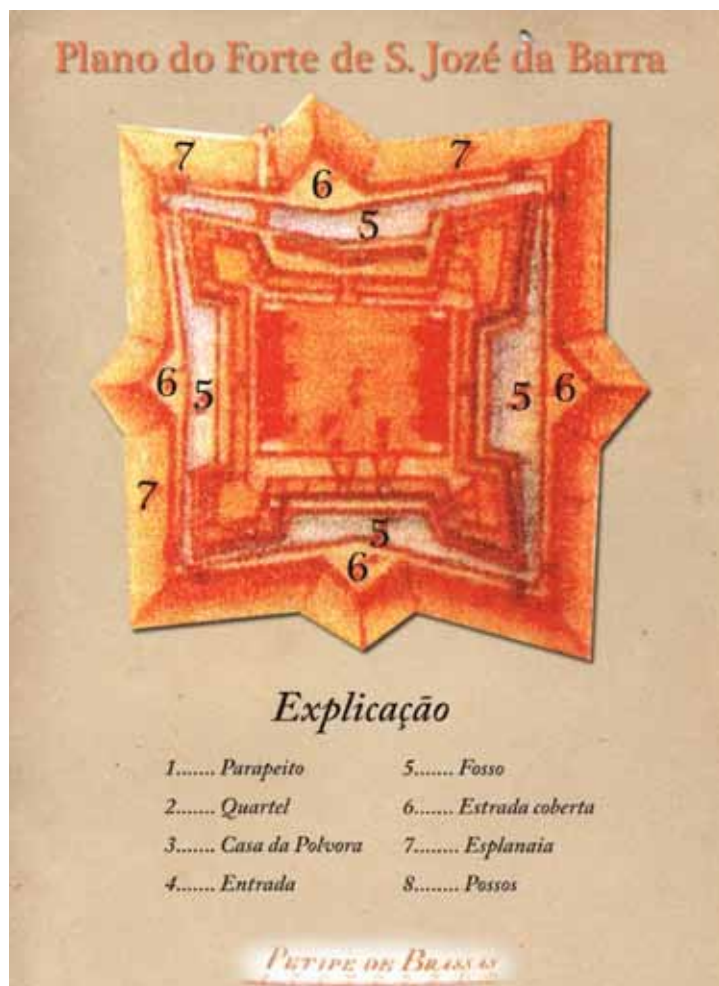 Plano do Forte de S. Jozé da Barra
7
7
6
5
6
5
5
6
7
5
6
Explicação
1....... Parapeito
2....... Quartel
3....... Casa da Polvora
4....... Entrada
5....... Fosso
6....... Estrada coberta
7........ Esplanaia
8........ Possos
Petipe de